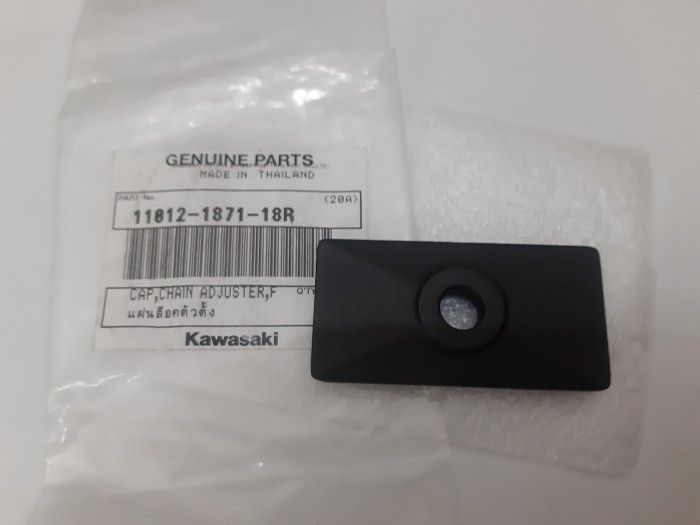 GENUINE PARTS
MADE IN THAILAND
PART No.
(20A)
11012-1871-18R
CAP,CHAIN ADJUSTER,F
QTY
แผ่นล็อคตัวตั้ง
Kawasaki